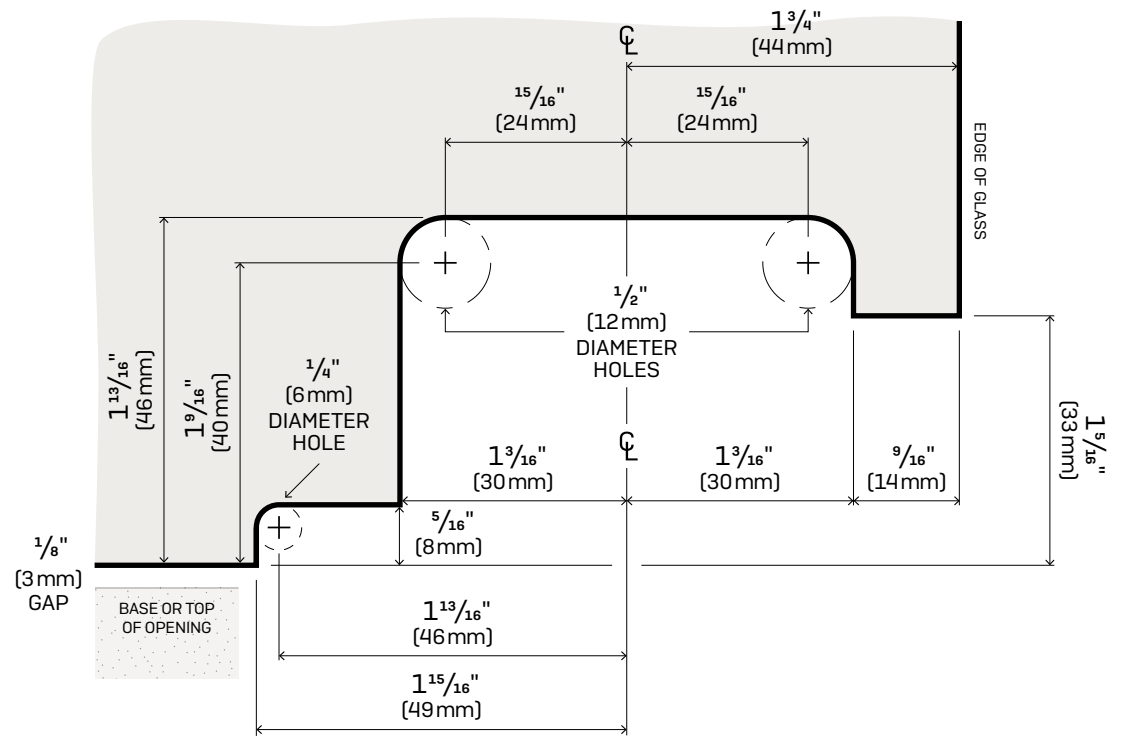 1 3/4"
(44mm)
℄
15/16"
(24mm)
15/16"
(24mm)
EDGE OF GLASS
1/2"
(12mm)
DIAMETER
HOLES
1 13/16"
(46mm)
1 9/16"
(40mm)
1/4"
(6mm)
DIAMETER
HOLE
1 5/16"
(33mm)
℄
1 3/16"
(30mm)
1 3/16"
(30mm)
9/16"
(14mm)
5/16"
(8mm)
1/8"
(3mm)
GAP
BASE OR TOP
OF OPENING
1 13/16"
(46mm)
1 15/16"
(49mm)